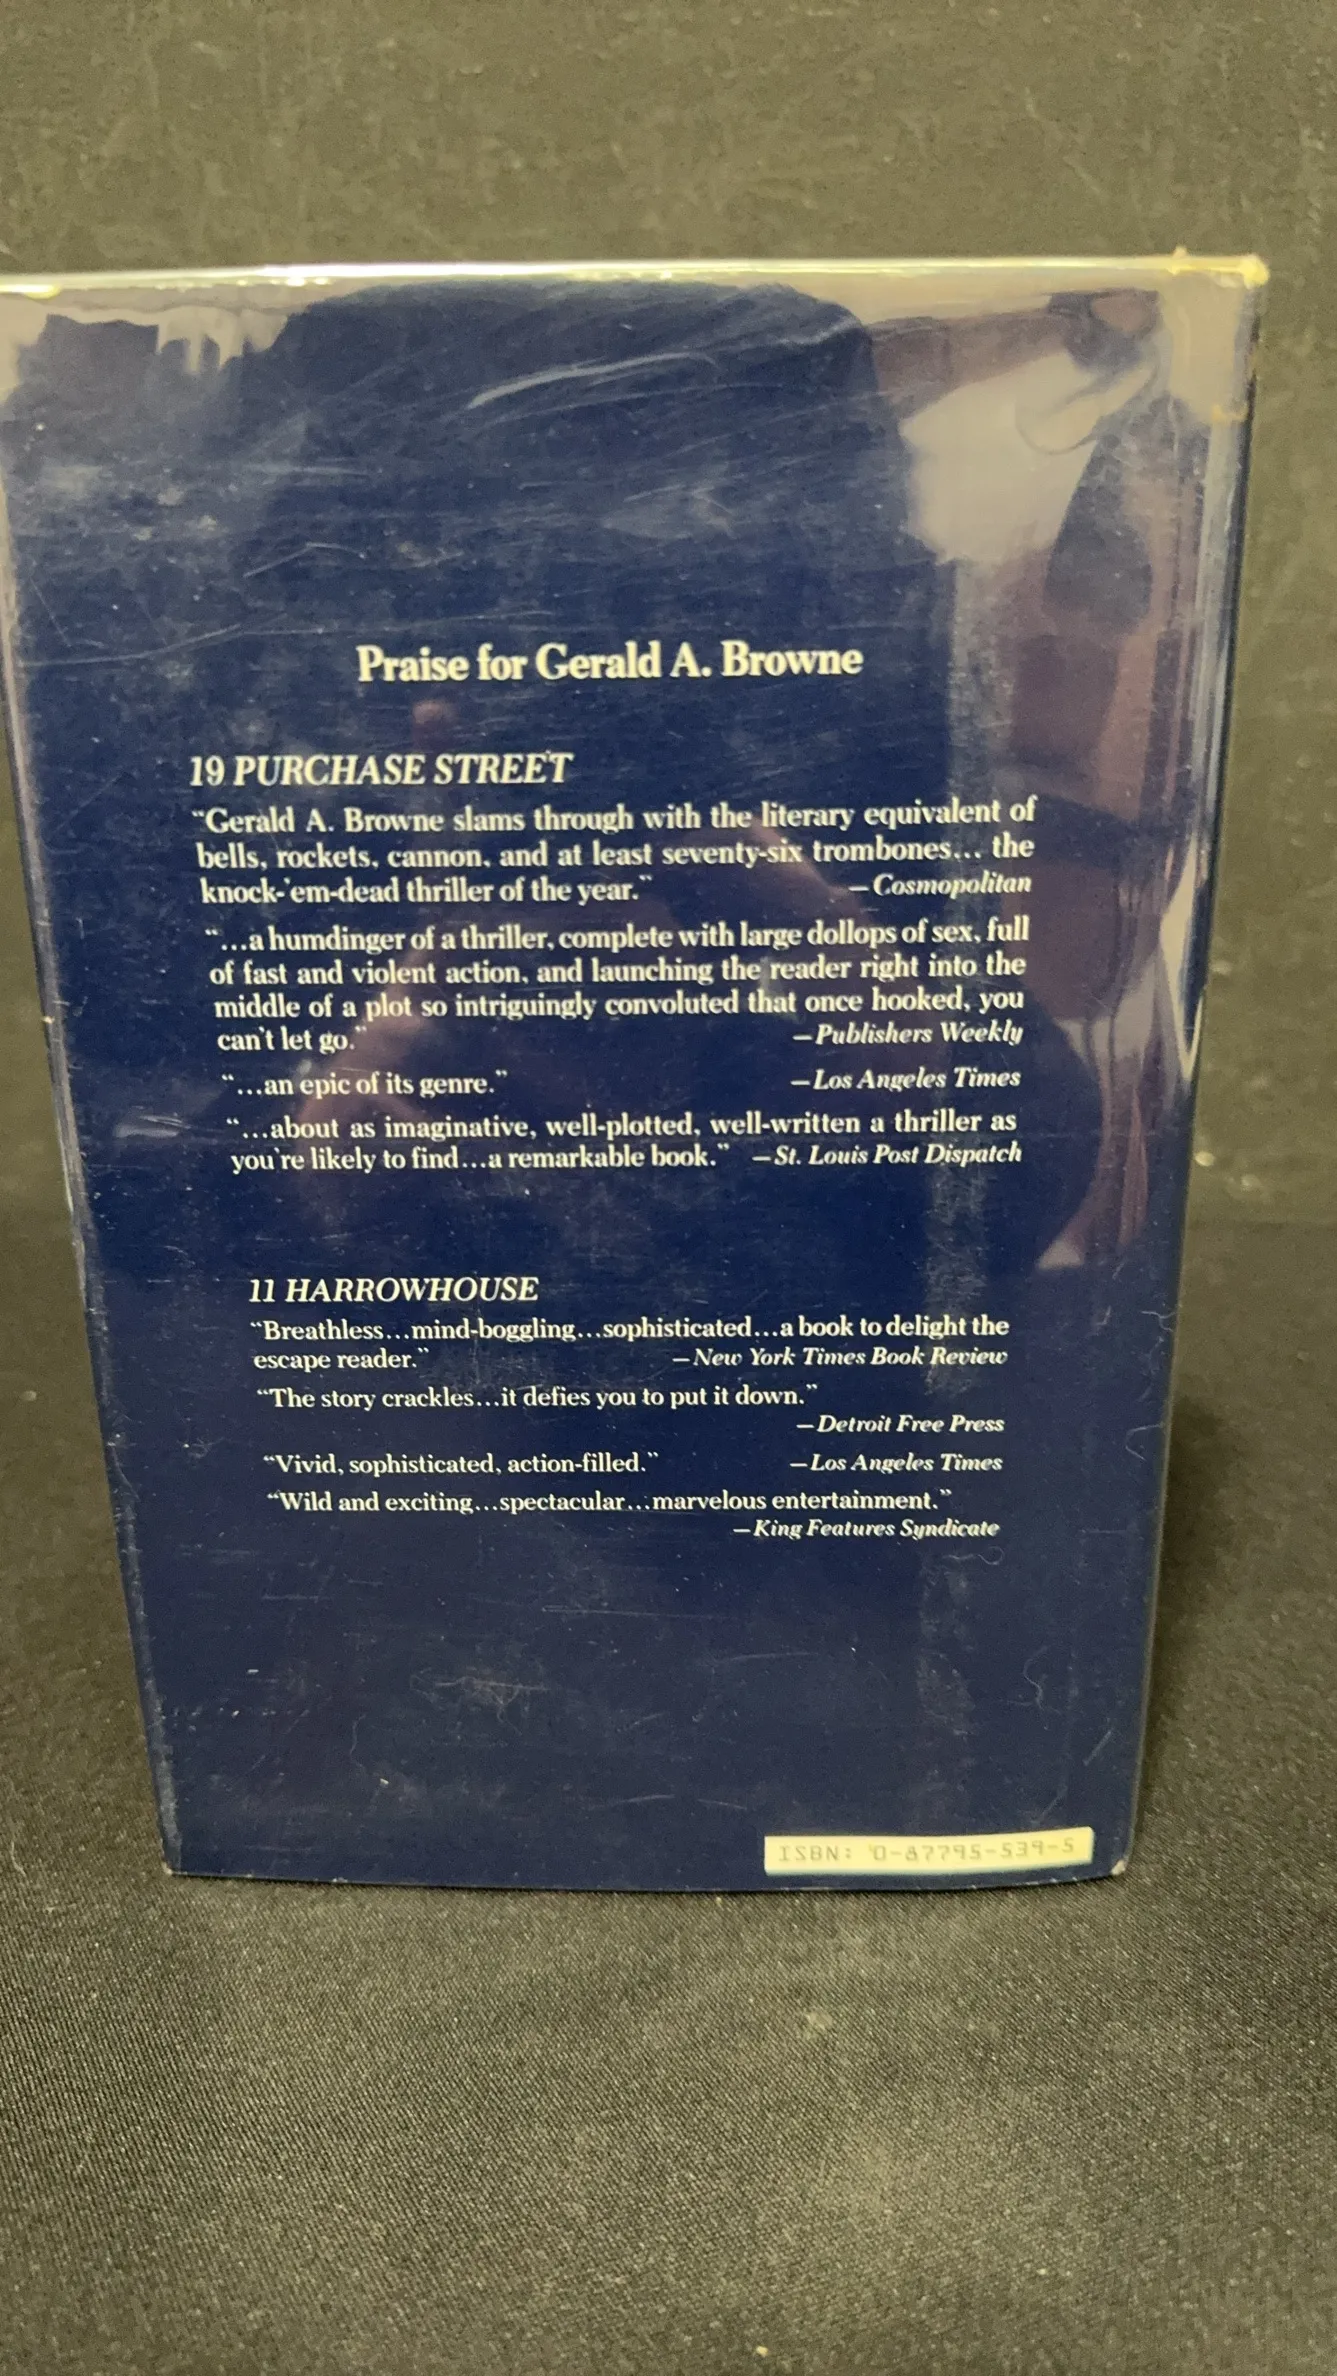 Praise for Gerald A. Browne
19 PURCHASE STREET
“Gerald A. Browne slams through with the literary equivalent of
bells, rockets, cannon, and at least seventy-six trombones... the
knock-'em-dead thriller of the year.” —Cosmopolitan
“...a humdinger of a thriller, complete with large dollops of sex, full
of fast and violent action, and launching the reader right into the
middle of a plot so intriguingly convoluted that once hooked, you
can't let go.” —Publishers Weekly
“...an epic of its genre.” —Los Angeles Times
“...about as imaginative, well-plotted, well-written a thriller as
you're likely to find...a remarkable book.” —St. Louis Post Dispatch
11 HARROWHOUSE
“Breathless...mind-boggling...sophisticated...a book to delight the
escape reader.” —New York Times Book Review
“The story crackles...it defies you to put it down.”
—Detroit Free Press
“Vivid, sophisticated, action-filled.” —Los Angeles Times
“Wild and exciting...spectacular...marvelous entertainment.”
—King Features Syndicate
ISBN: 0-87795-539-5